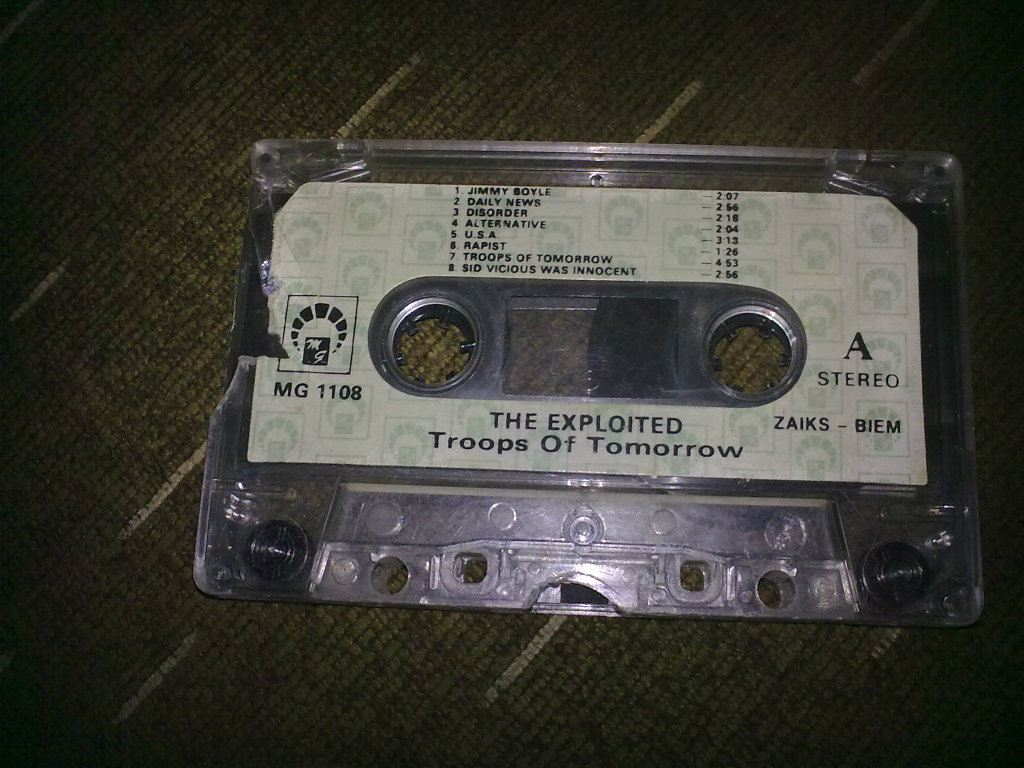 1. JIMMY BOYLE — 2:07
2 DAILY NEWS — 2:56
3 DISORDER — 2:18
4 ALTERNATIVE — 2:04
5 U.S.A. — 3:13
6. RAPIST — 1:26
7. TROOPS OF TOMORROW — 4:53
8. SID VICIOUS WAS INNOCENT — 2:56
MG
MG 1108
A
STEREO
THE EXPLOITED
Troops Of Tomorrow
ZAIKS – BIEM